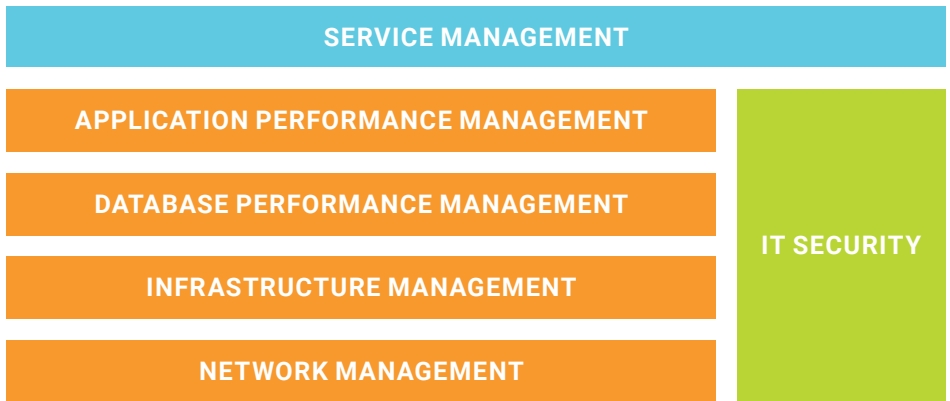 SERVICE MANAGEMENT
APPLICATION PERFORMANCE MANAGEMENT
DATABASE PERFORMANCE MANAGEMENT
INFRASTRUCTURE MANAGEMENT
NETWORK MANAGEMENT
IT SECURITY